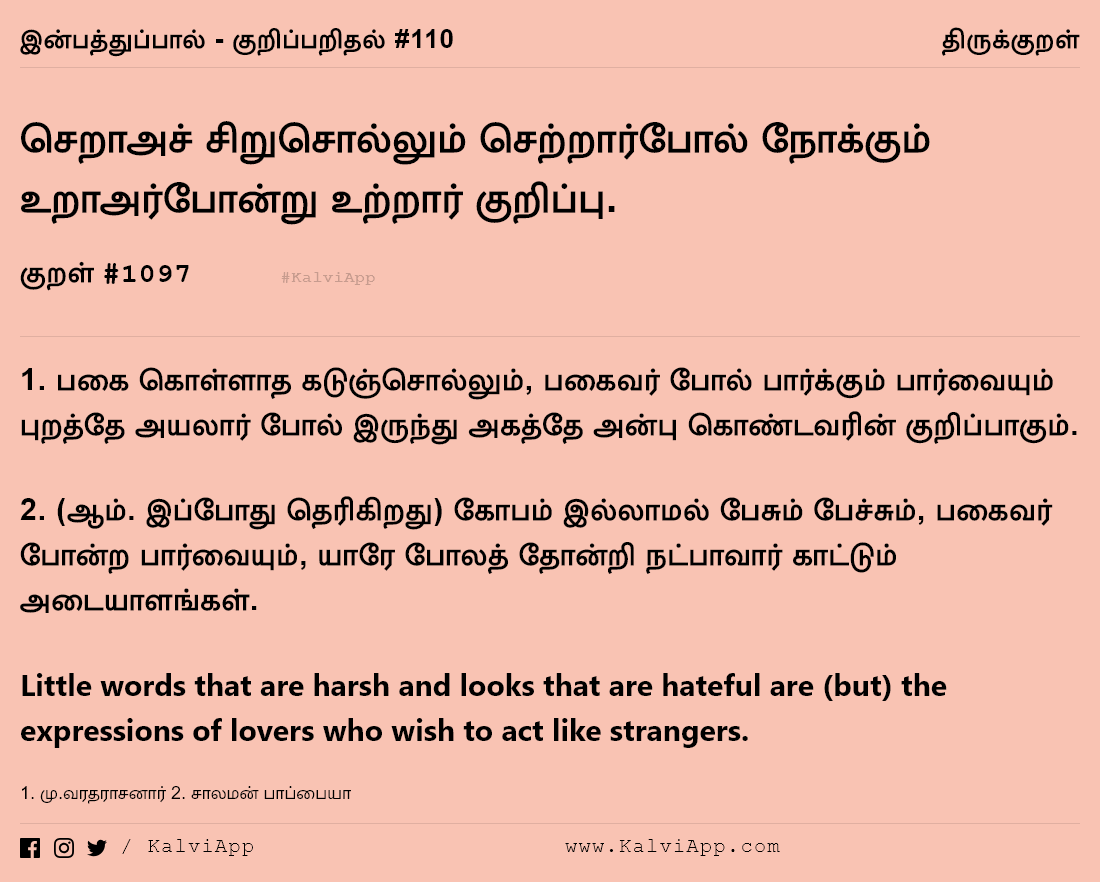 இன்பத்துப்பால் - குறிப்பறிதல் #110 திருக்குறள்
செறாஅச் சிறுசொல்லும் செற்றார்போல் நோக்கும்
உறாஅர்போன்று உற்றார் குறிப்பு.
குறள் #1097 #KalviApp
1. பகை கொள்ளாத கடுஞ்சொல்லும், பகைவர் போல் பார்க்கும் பார்வையும்
புறத்தே அயலார் போல் இருந்து அகத்தே அன்பு கொண்டவரின் குறிப்பாகும்.
2. (ஆம். இப்போது தெரிகிறது) கோபம் இல்லாமல் பேசும் பேச்சும், பகைவர்
போன்ற பார்வையும், யாரே போலத் தோன்றி நட்பாவார் காட்டும்
அடையாளங்கள்.
Little words that are harsh and looks that are hateful are (but) the
expressions of lovers who wish to act like strangers.
1. மு.வரதராசனார் 2. சாலமன் பாப்பையா
/ KalviApp www.KalviApp.com